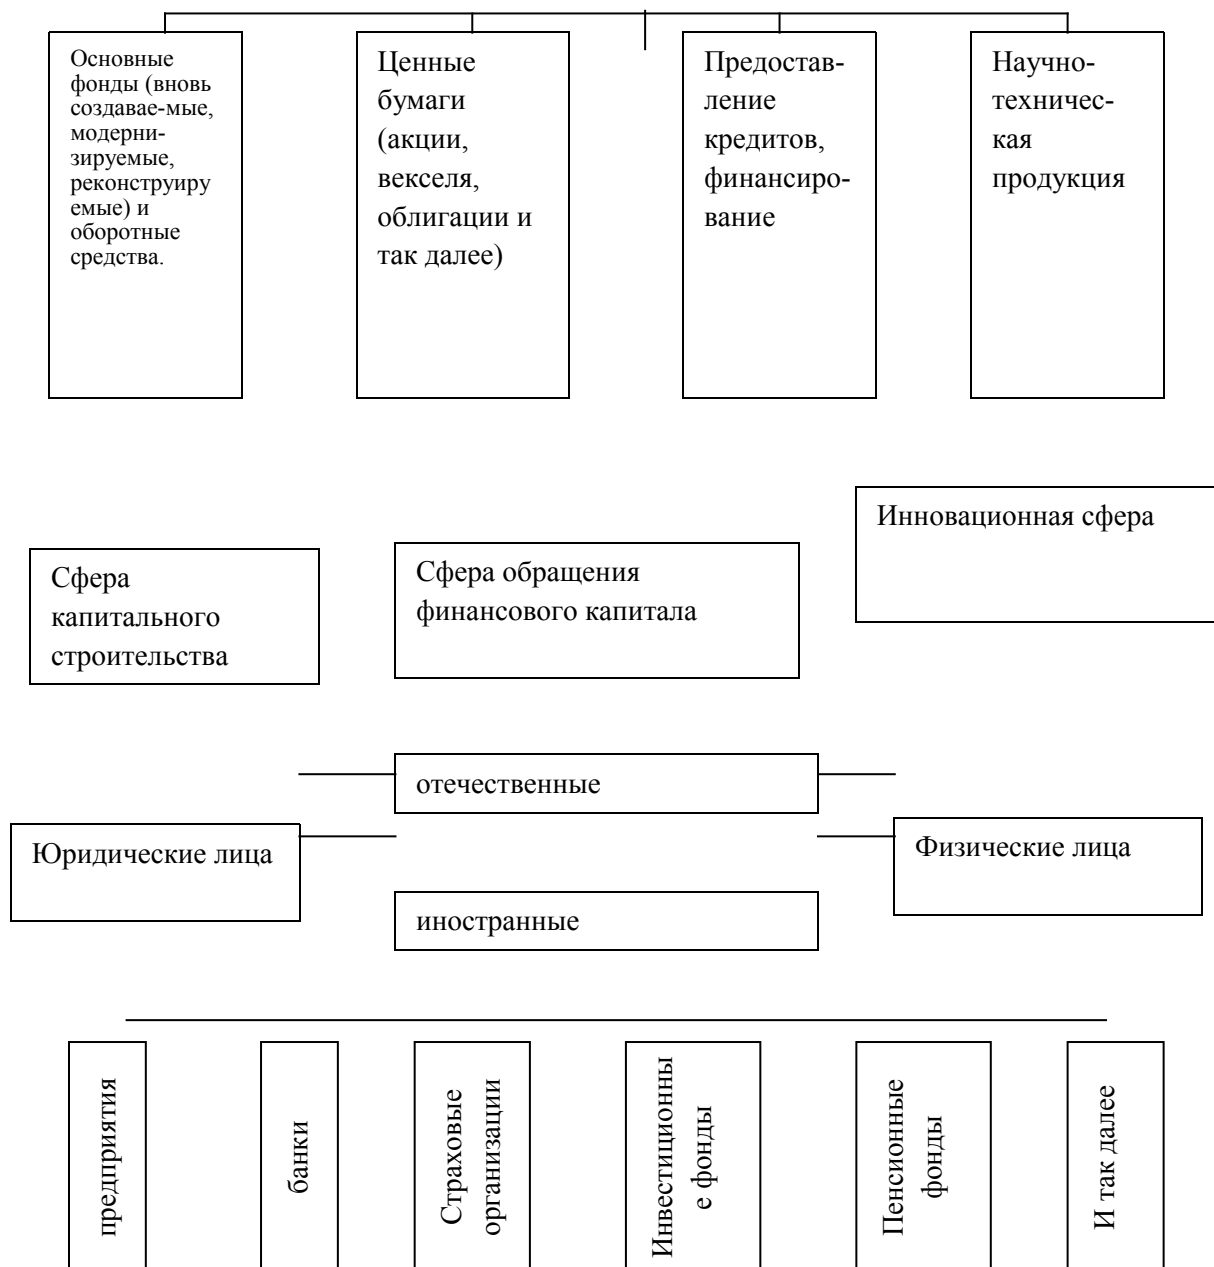 Основные
фонды (вновь
создавае-мые,
модерни-
зируемые,
реконструиру
емые) и
оборотные
средства.
Ценные
бумаги
(акции,
векселя,
облигации и
так далее)
Предостав-
ление
кредитов,
финансиро-
вание
Научно-
техничес-
кая
продукция
Инновационная сфера
Сфера
капитального
строительства
Сфера обращения
финансового капитала
отечественные
Юридические лица
Физические лица
иностранные
предприятия
банки
Страховые
организации
Инвестиционны
е фонды
Пенсионные
фонды
И так далее